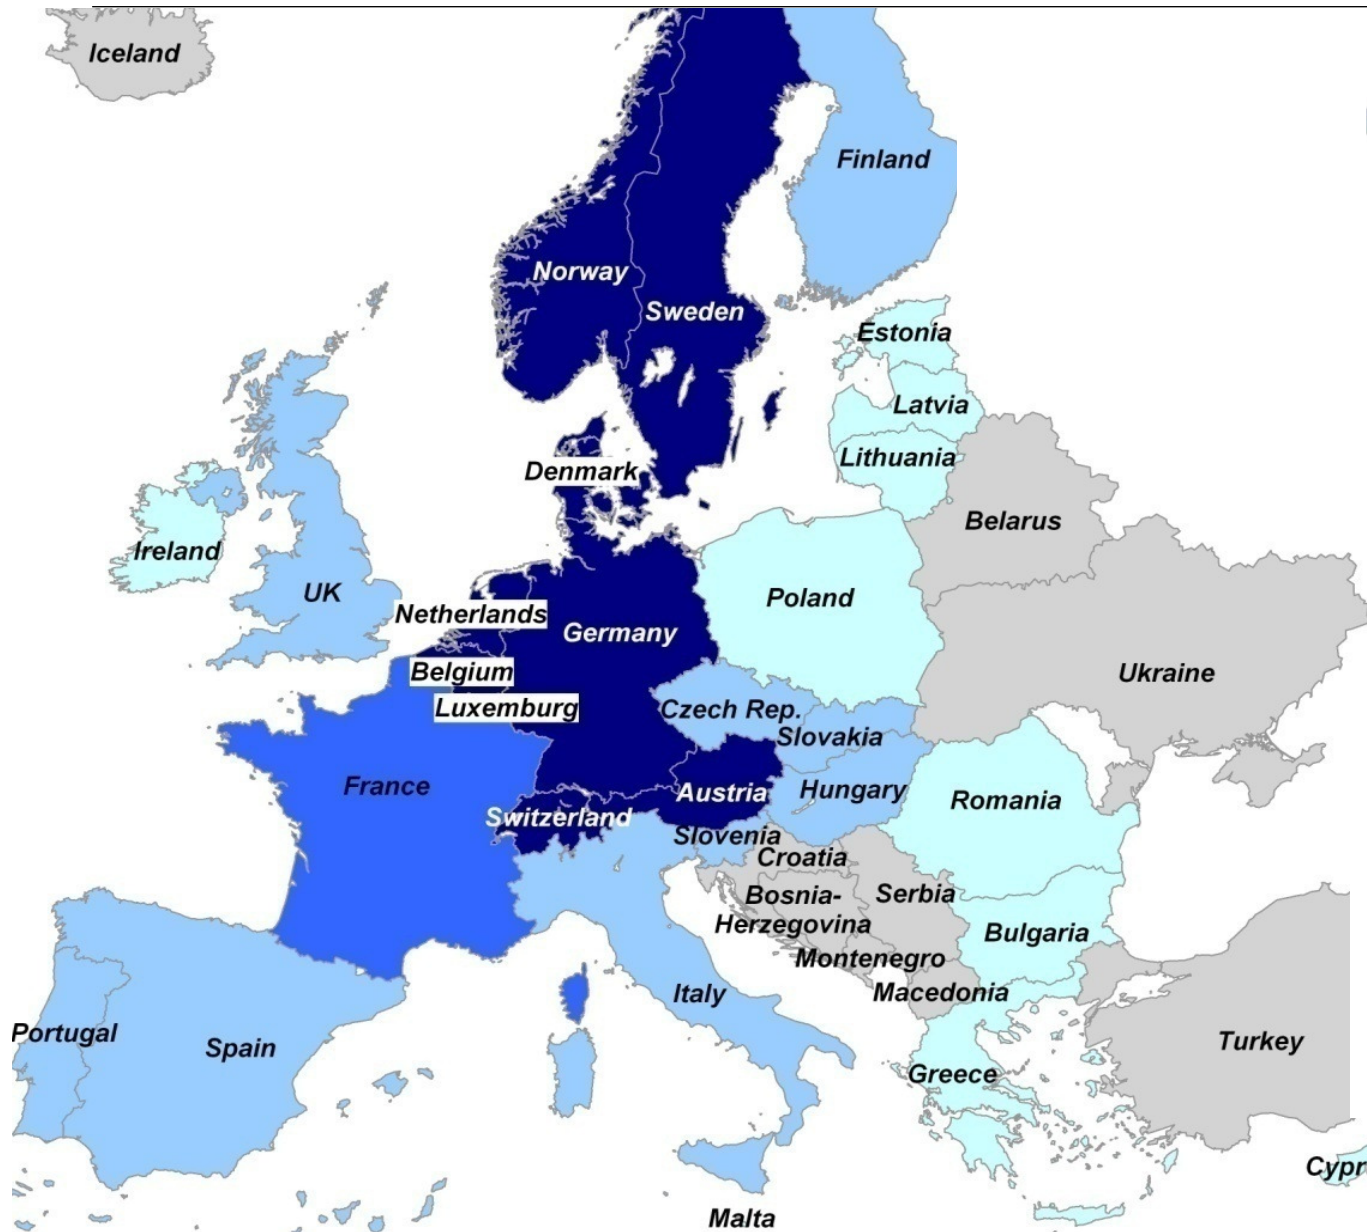 Iceland
Finland
Norway
Sweden
Estonia
Latvia
Denmark
Lithuania
Belarus
Ireland
UK
Poland
Netherlands
Germany
Belgium
Ukraine
Luxemburg
Czech Rep.
Slovakia
France
Austria
Hungary
Romania
Switzerland
Slovenia
Croatia
Bosnia-
Herzegovina
Serbia
Bulgaria
Montenegro
Macedonia
Italy
Portugal
Spain
Turkey
Greece
Cypr
Malta